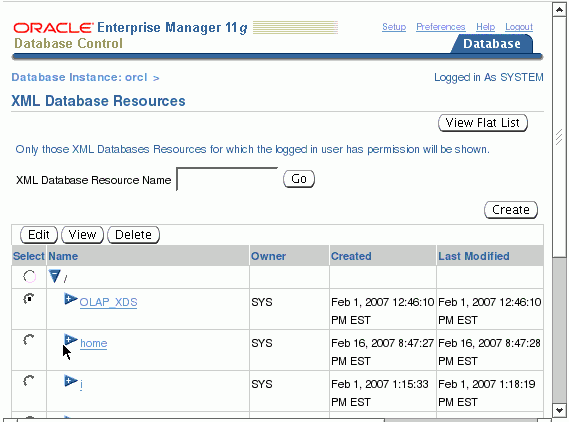 ORACLE Enterprise Manager 11g
Database Control
Setup Preferences Help Logout
Database
Database Instance: orcl >
Logged in As SYSTEM
XML Database Resources
View Flat List
Only those XML Databases Resources for which the logged in user has permission will be shown.
XML Database Resource Name
Go
Create
Edit View Delete
Select Name Owner Created Last Modified
/
OLAP_XDS SYS Feb 1, 2007 12:46:10 Feb 1, 2007 12:46:10
PM EST PM EST
home SYS Feb 16, 2007 8:47:27 Feb 16, 2007 8:47:28
PM EST PM EST
i SYS Feb 1, 2007 1:15:33 Feb 1, 2007 1:18:19
PM EST PM EST